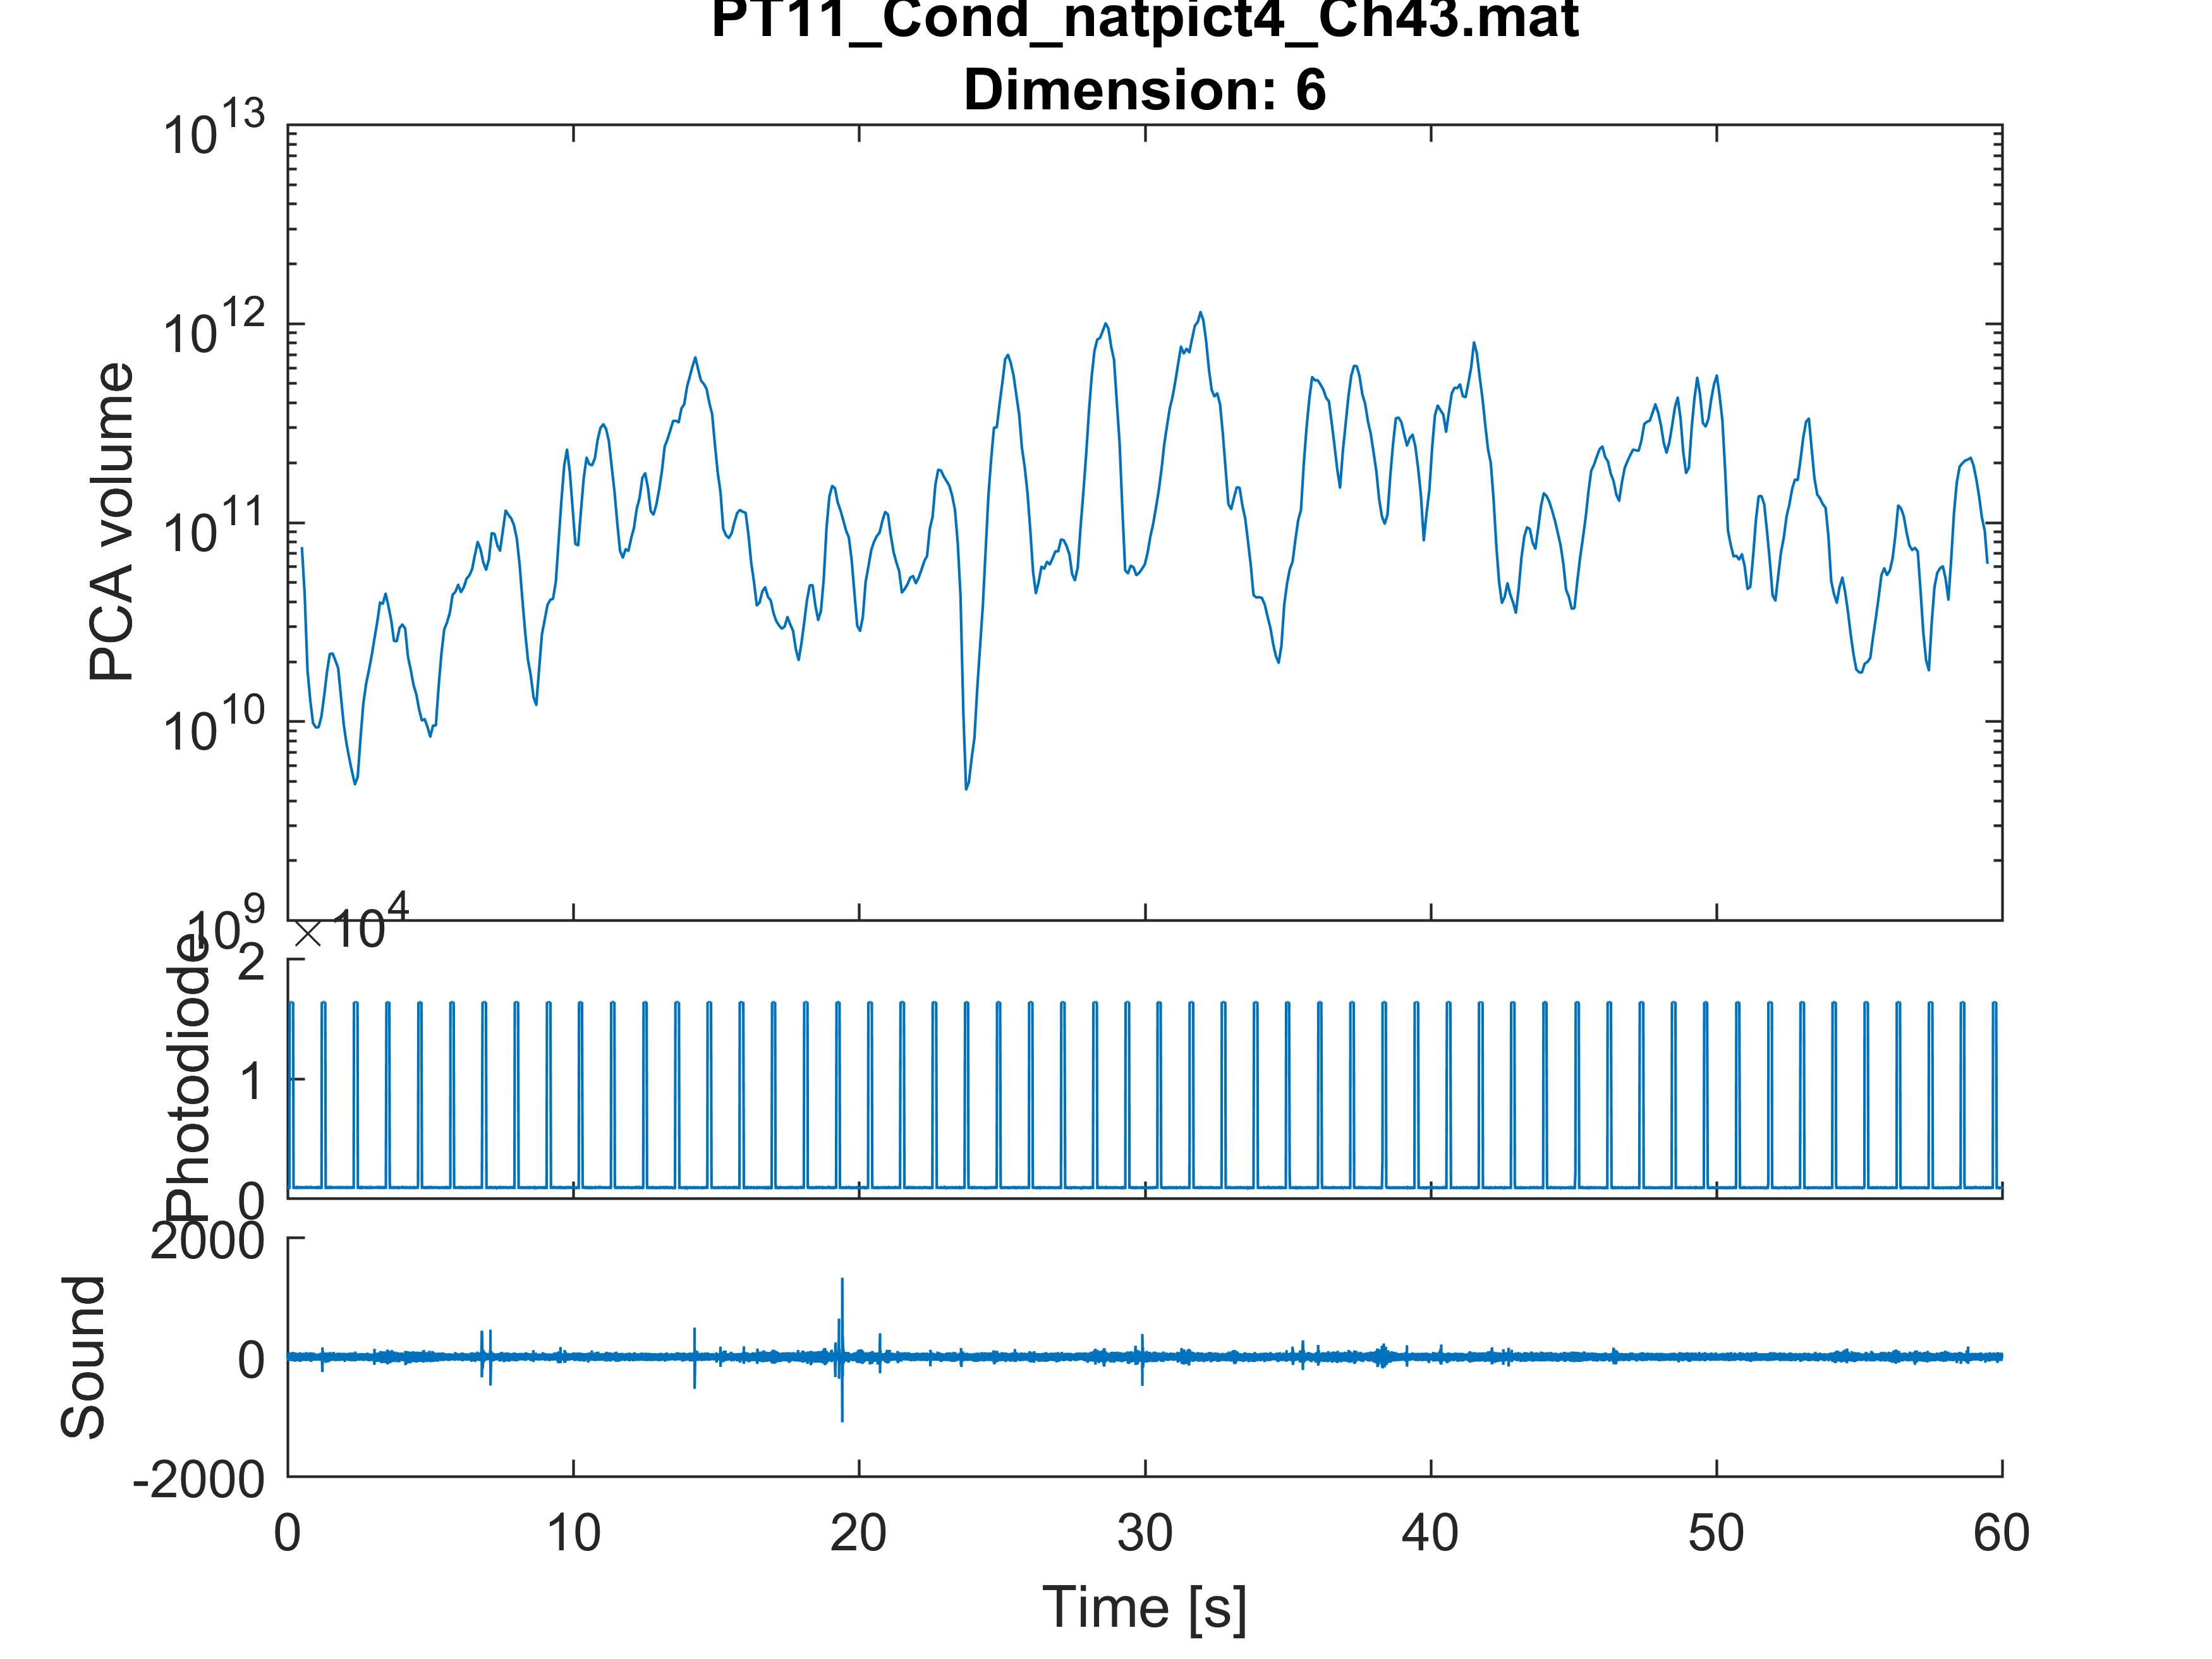 PT11_Cond_natpict4_Ch43.mat
Dimension: 6
10^13
10^12
10^11
10^10
10^9
PCA volume
× 10^4
2
1
0
Photodiode
2000
0
-2000
Sound
0 10 20 30 40 50 60
Time [s]